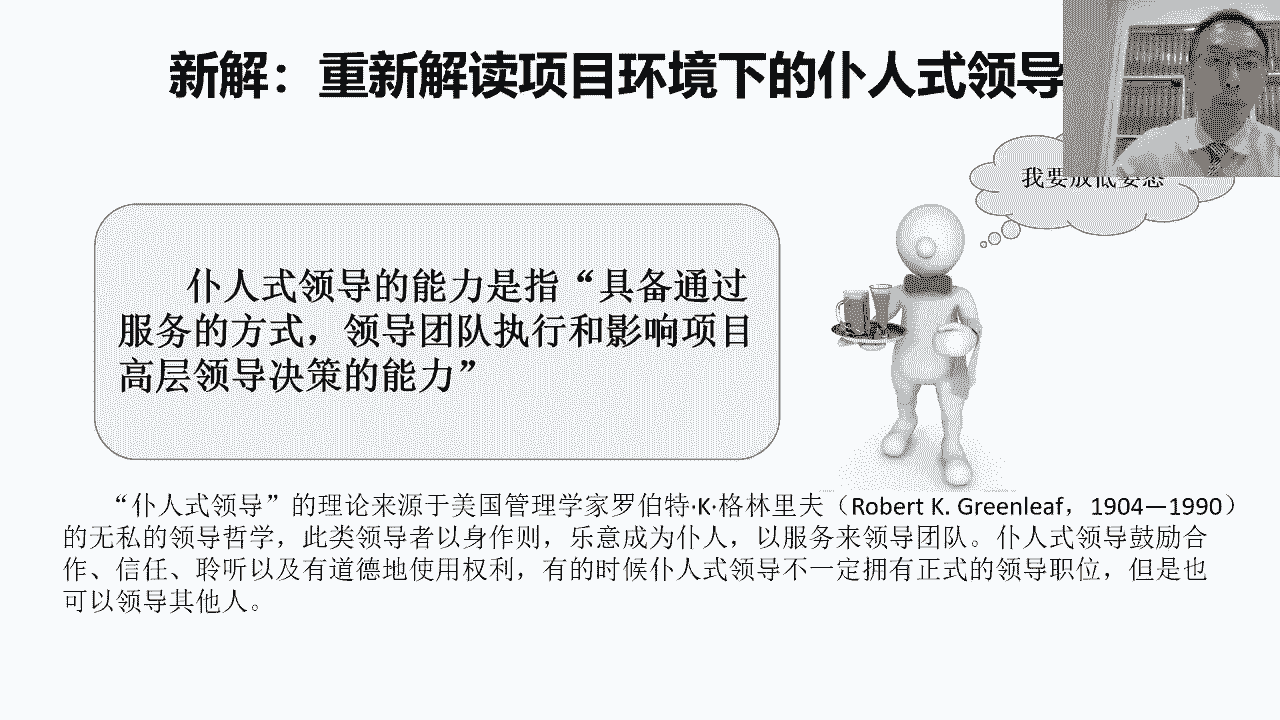 新解：重新解读项目环境下的仆人式领导
我要放低姿态
仆人式领导的能力是指“具备通过
服务的方式，领导团队执行和影响项目
高层领导决策的能力”
“仆人式领导”的理论来源于美国管理学家罗伯特·K·格林里夫（Robert K. Greenleaf，1904—1990）
的无私的领导哲学，此类领导者以身作则，乐意成为仆人，以服务来领导团队。仆人式领导鼓励合
作、信任、聆听以及有道德地使用权利，有的时候仆人式领导不一定拥有正式的领导职位，但是也
可以领导其他人。